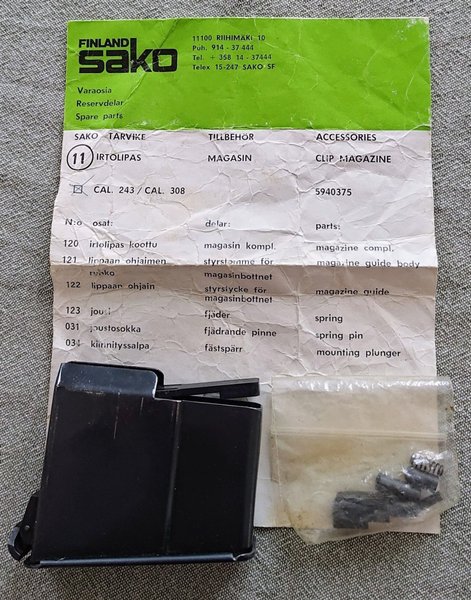 FINLAND
sako
11100 RIIHIMÄKI 10
Puh. 914 - 37 444
Tel. + 358 14 - 37444
Telex 15-247 SAKO SF
Varaosia
Reservdelar
Spare parts
SAKO - TARVIKE TILLBEHÖR ACCESSORIES
11 IRTOLIPAS MAGASIN CLIP MAGAZINE
CAL. 243 / CAL. 308 5940375
N:o osat: delar: parts:
120 irtolipas koottu magasin kompl. magazine compl.
121 lippaan ohjaimen styrstomme för magazine guide body
runko magasinbottnet
122 lippaan ohjain styrstycke för magazine guide
magasinbottnet
123 jousi fjäder spring
031 joustosokka fjädrande pinne spring pin
034 kiinnityssalpa fästspärr mounting plunger